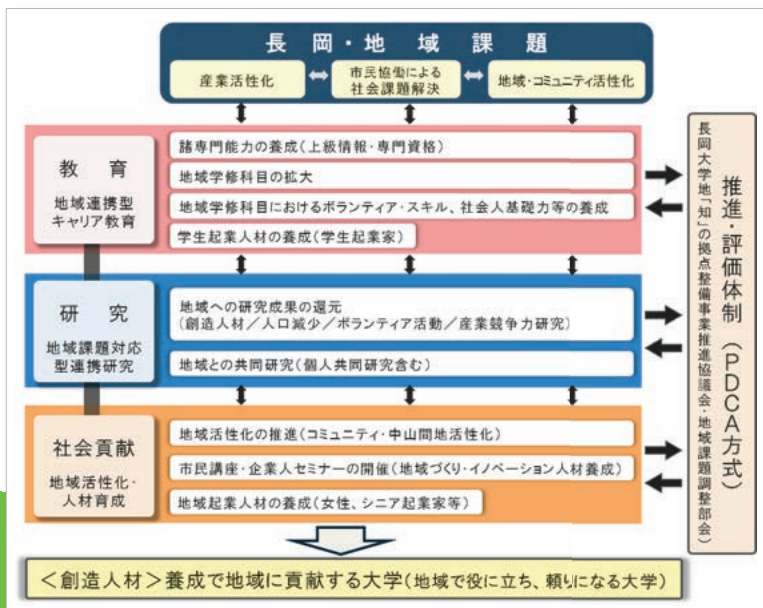 長岡・地域課題
産業活性化
市民協働による
社会課題解決
地域・コミュニティ活性化
教育
地域連携型
キャリア教育
諸専門能力の養成(上級情報・専門資格)
地域学修科目の拡大
地域学修科目におけるボランティア・スキル、社会人基礎力等の養成
学生起業人材の養成(学生起業家)
研究
地域課題対応
型連携研究
地域への研究成果の還元
(創造人材/人口減少/ボランティア活動/産業競争力研究)
地域との共同研究(個人共同研究含む)
社会貢献
地域活性化・
人材育成
地域活性化の推進(コミュニティ・中山間地活性化)
市民講座・企業人セミナーの開催(地域づくり・イノベーション人材養成)
地域起業人材の養成(女性、シニア起業家等)
推進・評価体制(PDCA方式)
長岡大学地「知」の拠点整備事業推進協議会・地域課題調整部会)
<創造人材>養成で地域に貢献する大学(地域で役に立ち、頼りになる大学)